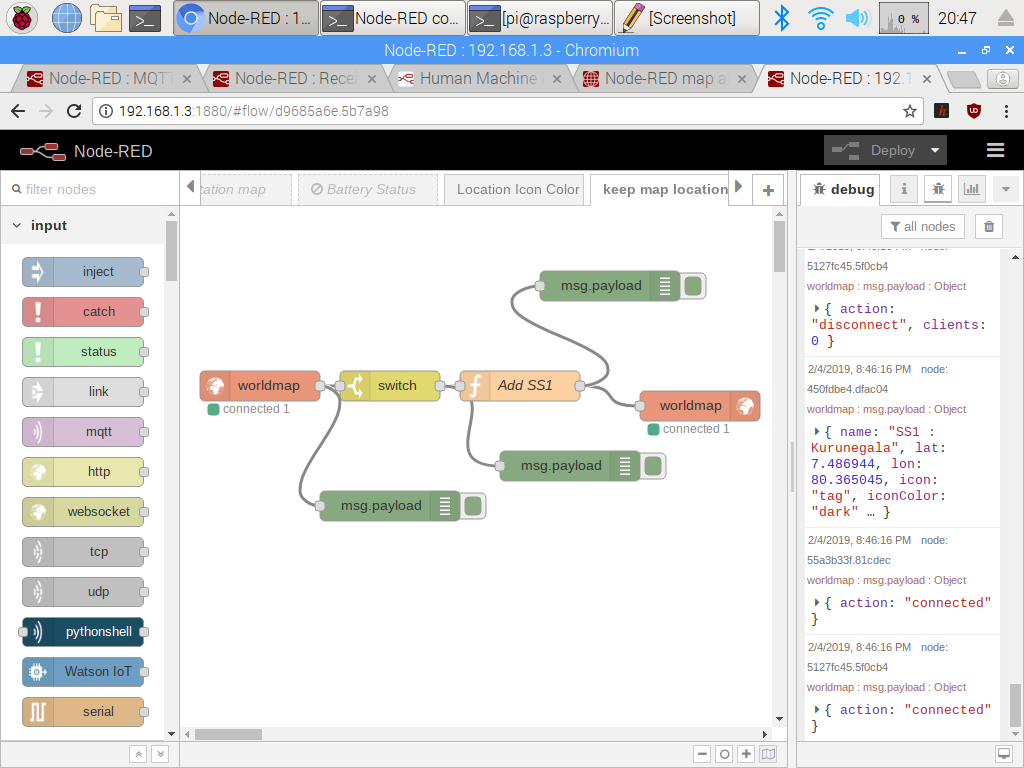 Node-RED : 1...
Node-RED co...
[pi@raspberry...
[Screenshot]
0 %
20:47
Node-RED : 192.168.1.3 - Chromium
Node-RED : MQTT
Node-RED : Recei
Human Machine
Node-RED map a
Node-RED : 192.1
192.168.1.3:1880/#flow/d9685a6e.5b7a98
Node-RED
Deploy
filter nodes
tation map
Battery Status
Location Icon Color
keep map location
debug
all nodes
input
inject
catch
status
link
mqtt
http
websocket
tcp
udp
pythonshell
Watson IoT
serial
msg.payload
worldmap
connected 1
switch
Add SS1
worldmap
connected 1
msg.payload
msg.payload
5127fc45.5f0cb4
worldmap : msg.payload : Object
{ action:
"disconnect", clients:
0 }
2/4/2019, 8:46:16 PM node:
450fdbe4.dfac04
worldmap : msg.payload : Object
{ name: "SS1 :
Kurunegala", lat:
7.486944, lon:
80.365045, icon:
"tag", iconColor:
"dark" … }
2/4/2019, 8:46:16 PM node:
55a3b33f.81cdec
worldmap : msg.payload : Object
{ action: "connected"
}
2/4/2019, 8:46:16 PM node:
5127fc45.5f0cb4
worldmap : msg.payload : Object
{ action: "connected"
}